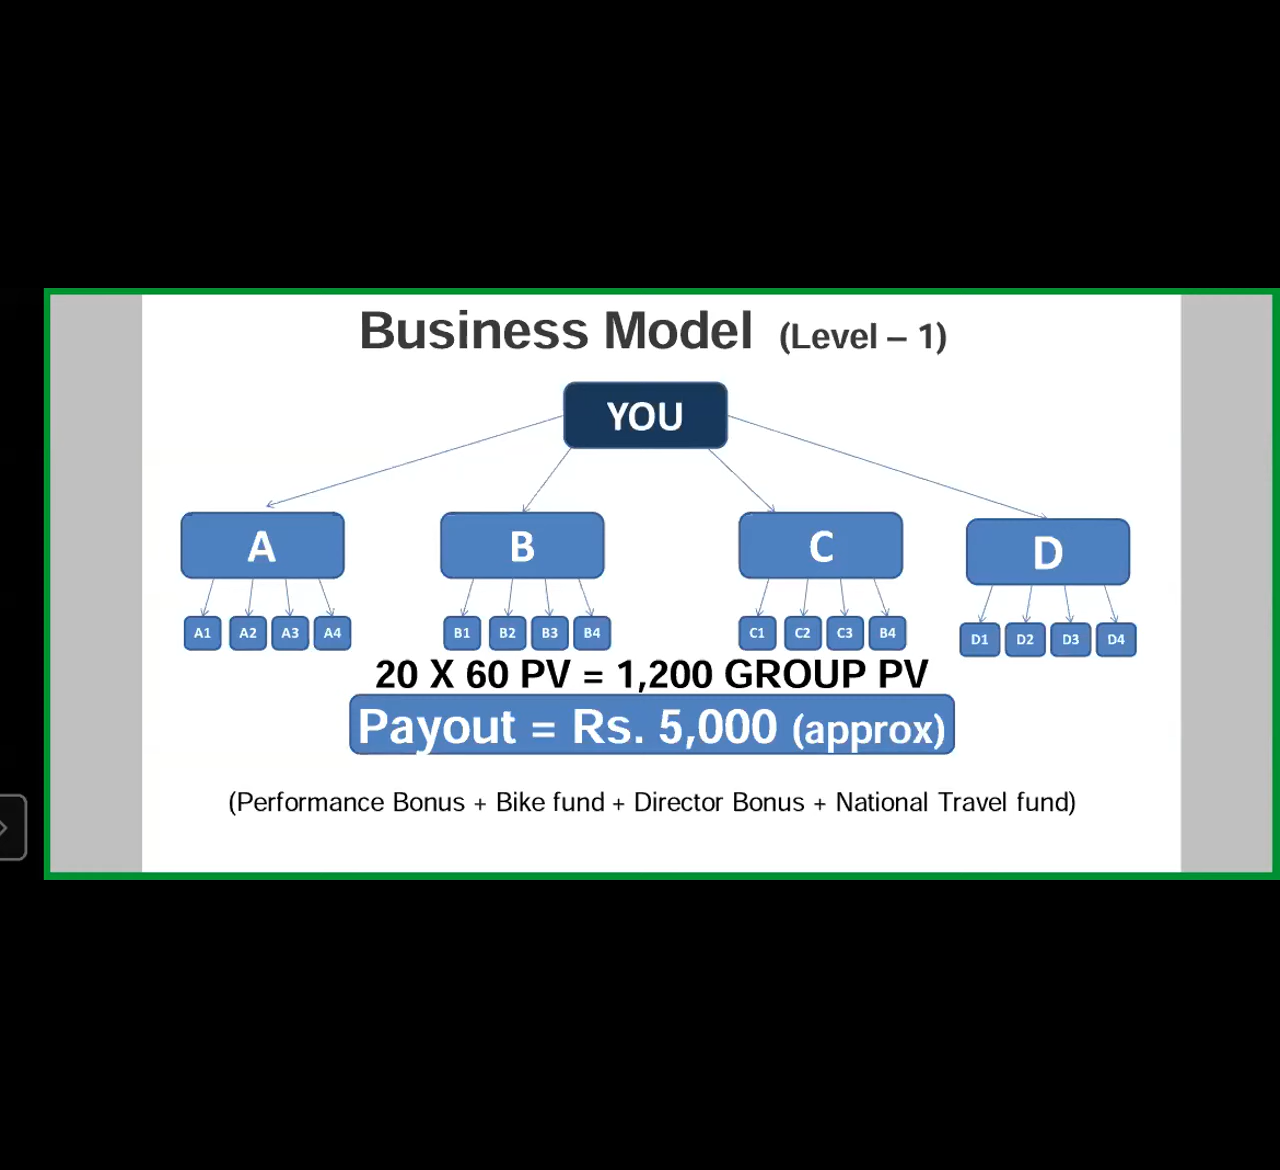 Business Model (Level – 1)
YOU
A B C D
A1 A2 A3 A4 B1 B2 B3 B4 C1 C2 C3 B4 D1 D2 D3 D4
20 X 60 PV = 1,200 GROUP PV
Payout = Rs. 5,000 (approx)
(Performance Bonus + Bike fund + Director Bonus + National Travel fund)